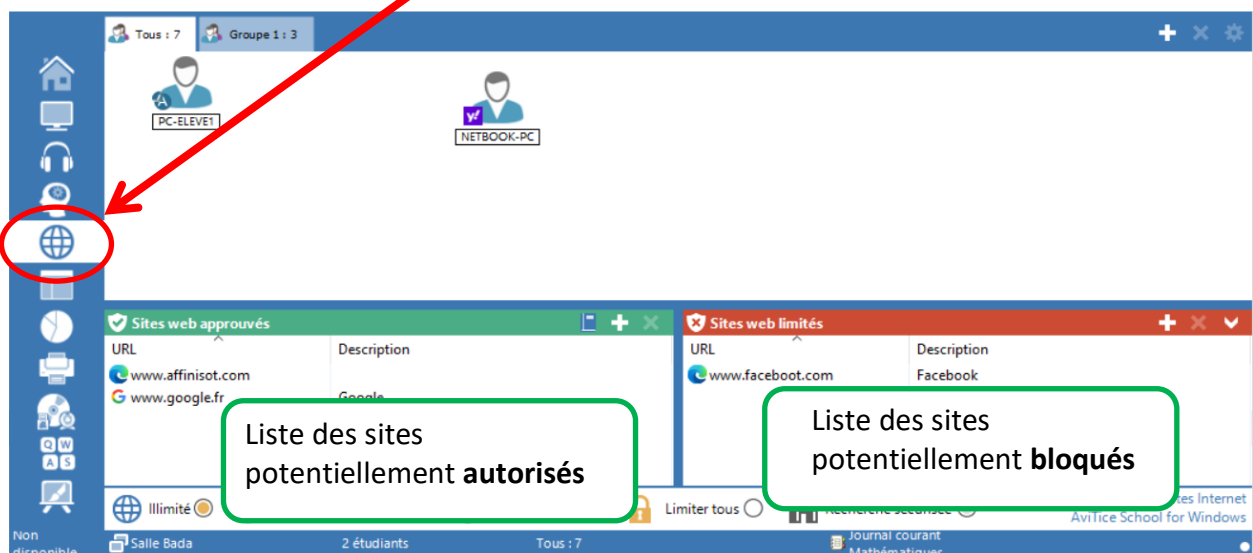 Tous : 7
Groupe 1 : 3
PC-ELEVE1
y!
NETBOOK-PC
Sites web approuvés
URL
Description
www.affinisot.com
www.google.fr
Google
Sites web limités
URL
Description
www.faceboot.com
Facebook
Liste des sites
potentiellement autorisés
Liste des sites
potentiellement bloqués
Q W
A S
Illimité
Limiter tous
Recherche sécurisée
Internet
AviTice School for Windows
Non
disponible
Salle Bada
2 étudiants
Tous : 7
Journal courant
Mathématiques